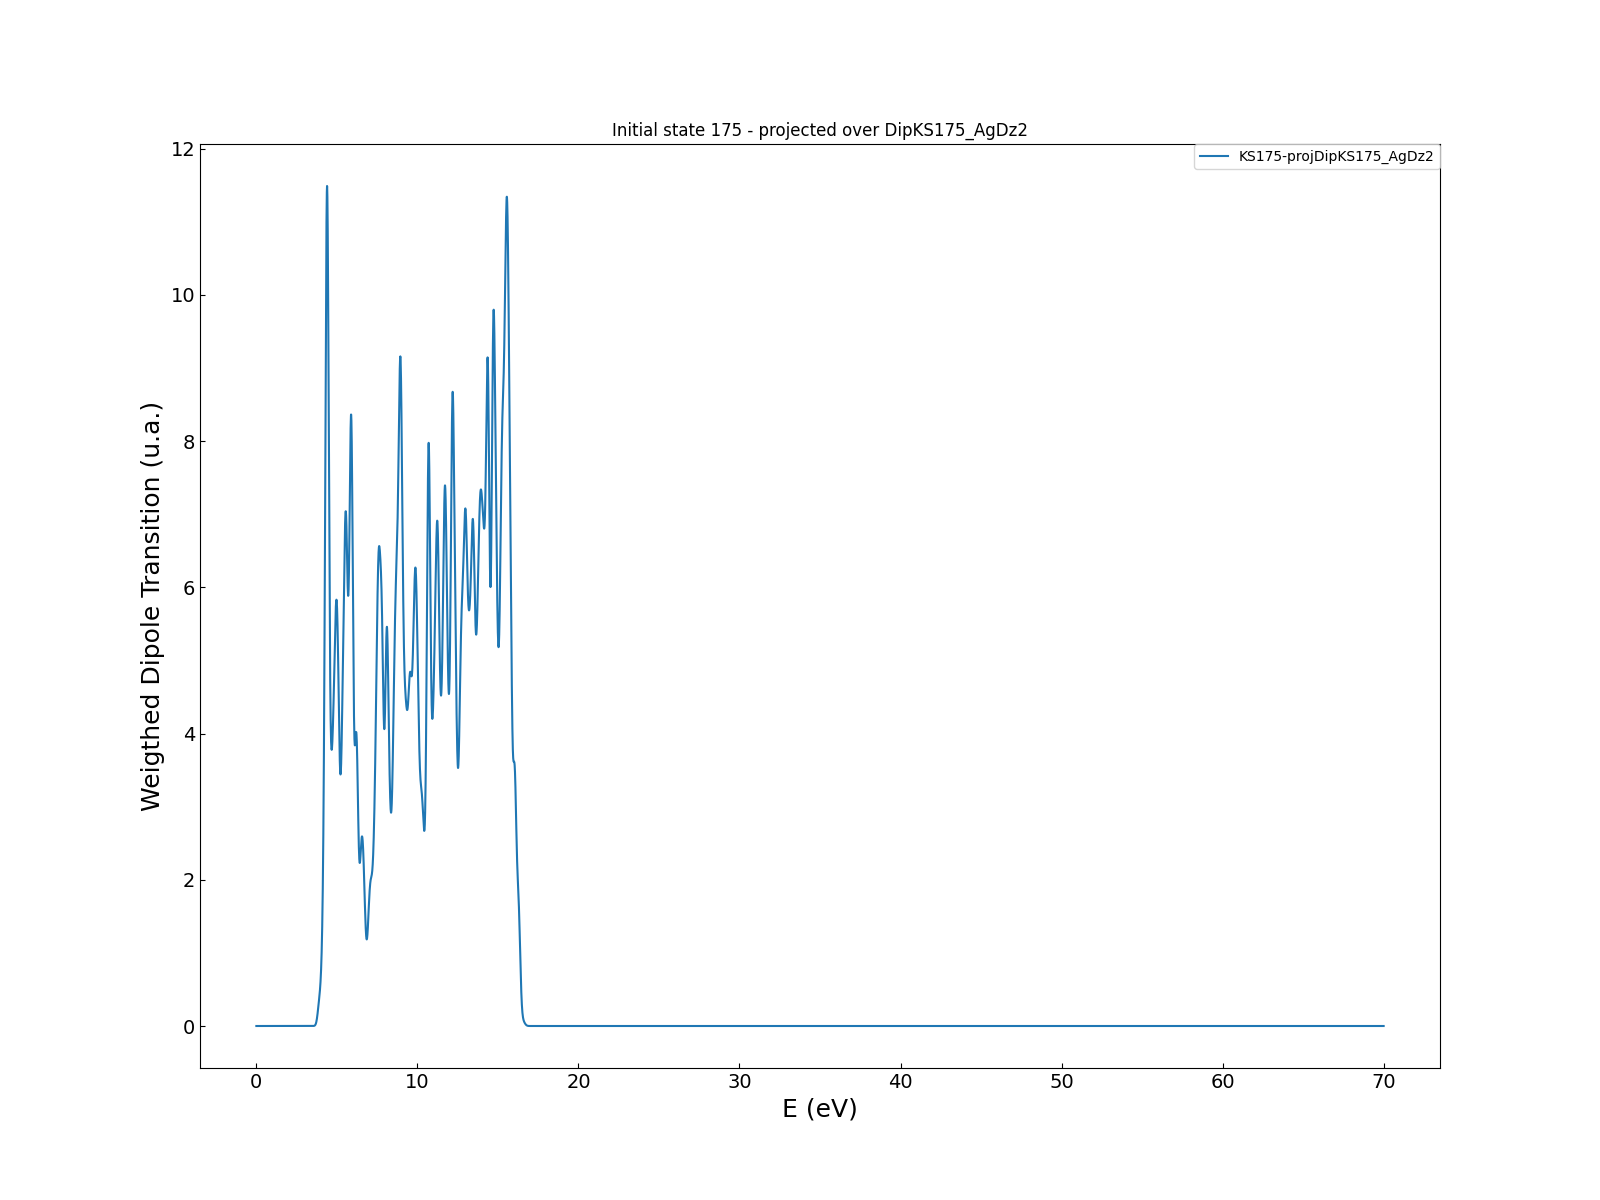 Initial state 175 - projected over DipKS175_AgDz2
KS175-projDipKS175_AgDz2
Weigthed Dipole Transition (u.a.)
12
10
8
6
4
2
0
0 10 20 30 40 50 60 70
E (eV)